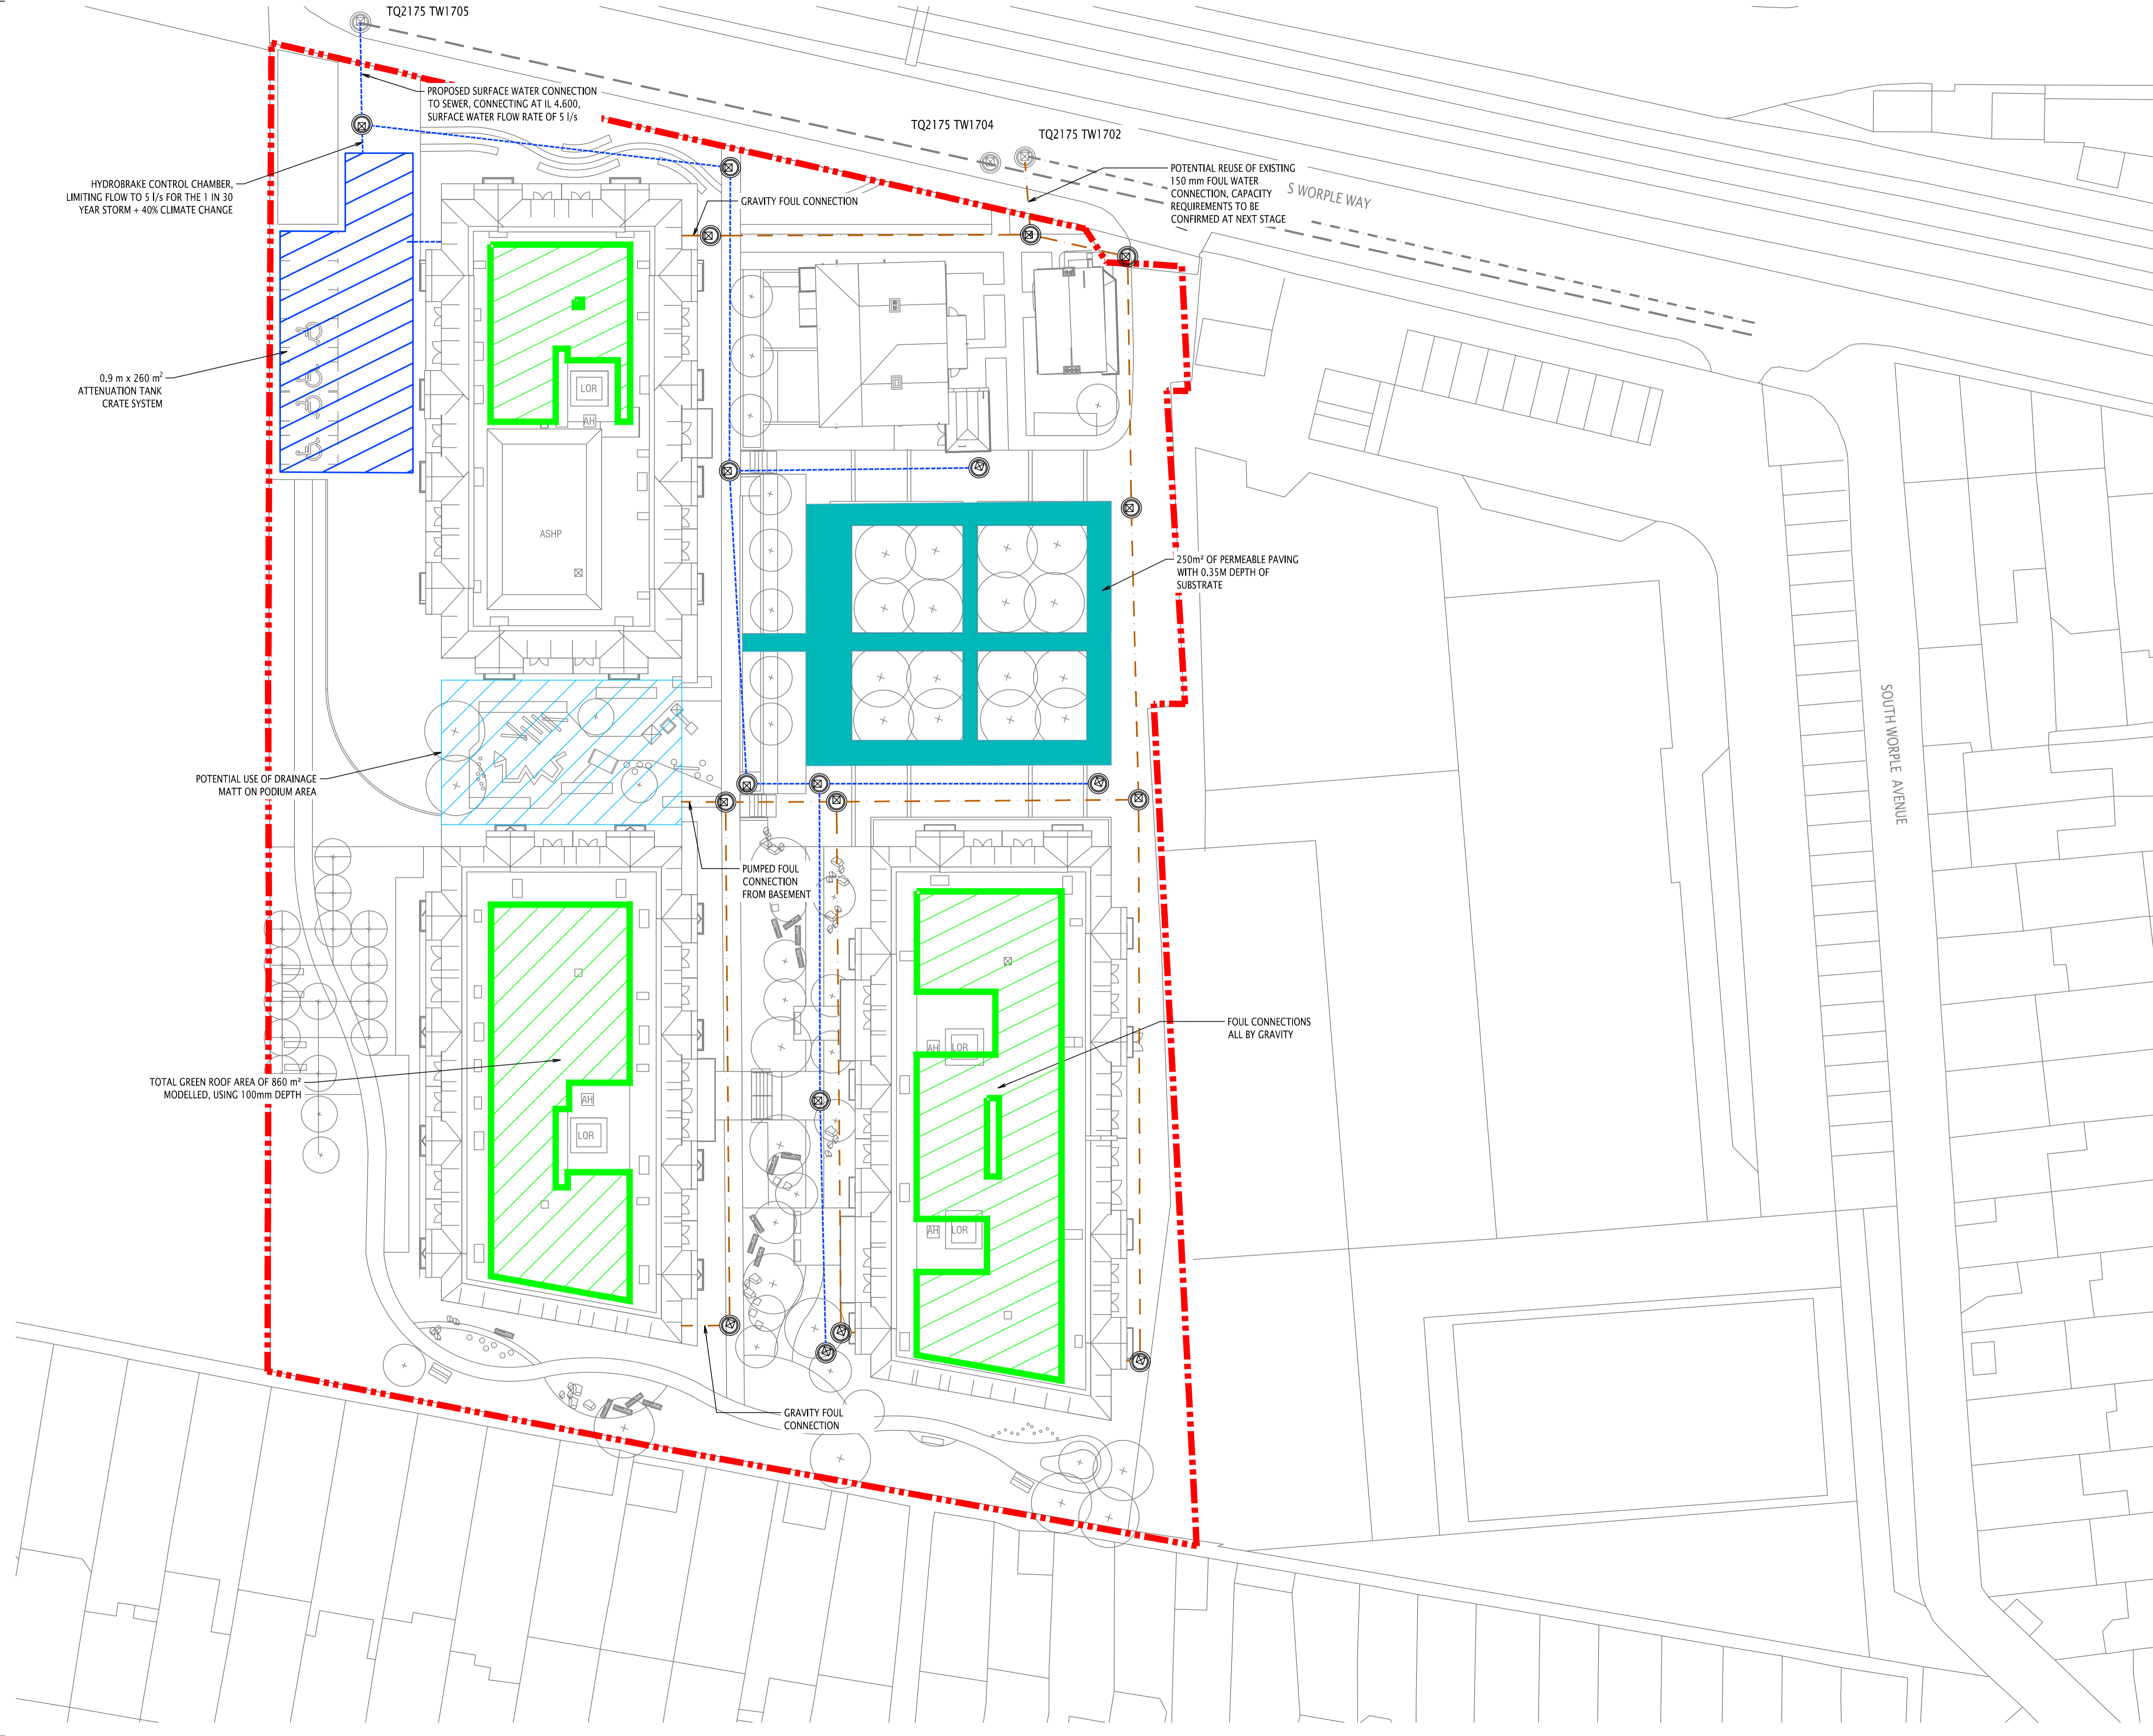 TQ2175 TW1705
PROPOSED SURFACE WATER CONNECTION
TO SEWER, CONNECTING AT IL 4.600,
SURFACE WATER FLOW RATE OF 5 l/s
TQ2175 TW1704
TQ2175 TW1702
POTENTIAL REUSE OF EXISTING
150 mm FOUL WATER
CONNECTION, CAPACITY
REQUIREMENTS TO BE
CONFIRMED AT NEXT STAGE
S WORPLE WAY
HYDROBRAKE CONTROL CHAMBER,
LIMITING FLOW TO 5 l/s FOR THE 1 IN 30
YEAR STORM + 40% CLIMATE CHANGE
GRAVITY FOUL CONNECTION
0.9 m x 260 m²
ATTENUATION TANK
CRATE SYSTEM
LOR
AH
ASHP
250m² OF PERMEABLE PAVING
WITH 0.35M DEPTH OF
SUBSTRATE
SOUTH WORPLE AVENUE
POTENTIAL USE OF DRAINAGE
MATT ON PODIUM AREA
PUMPED FOUL
CONNECTION
FROM BASEMENT
FOUL CONNECTIONS
ALL BY GRAVITY
AH
LOR
TOTAL GREEN ROOF AREA OF 860 m²
MODELLED, USING 100mm DEPTH
AH
LOR
AH
LOR
GRAVITY FOUL
CONNECTION